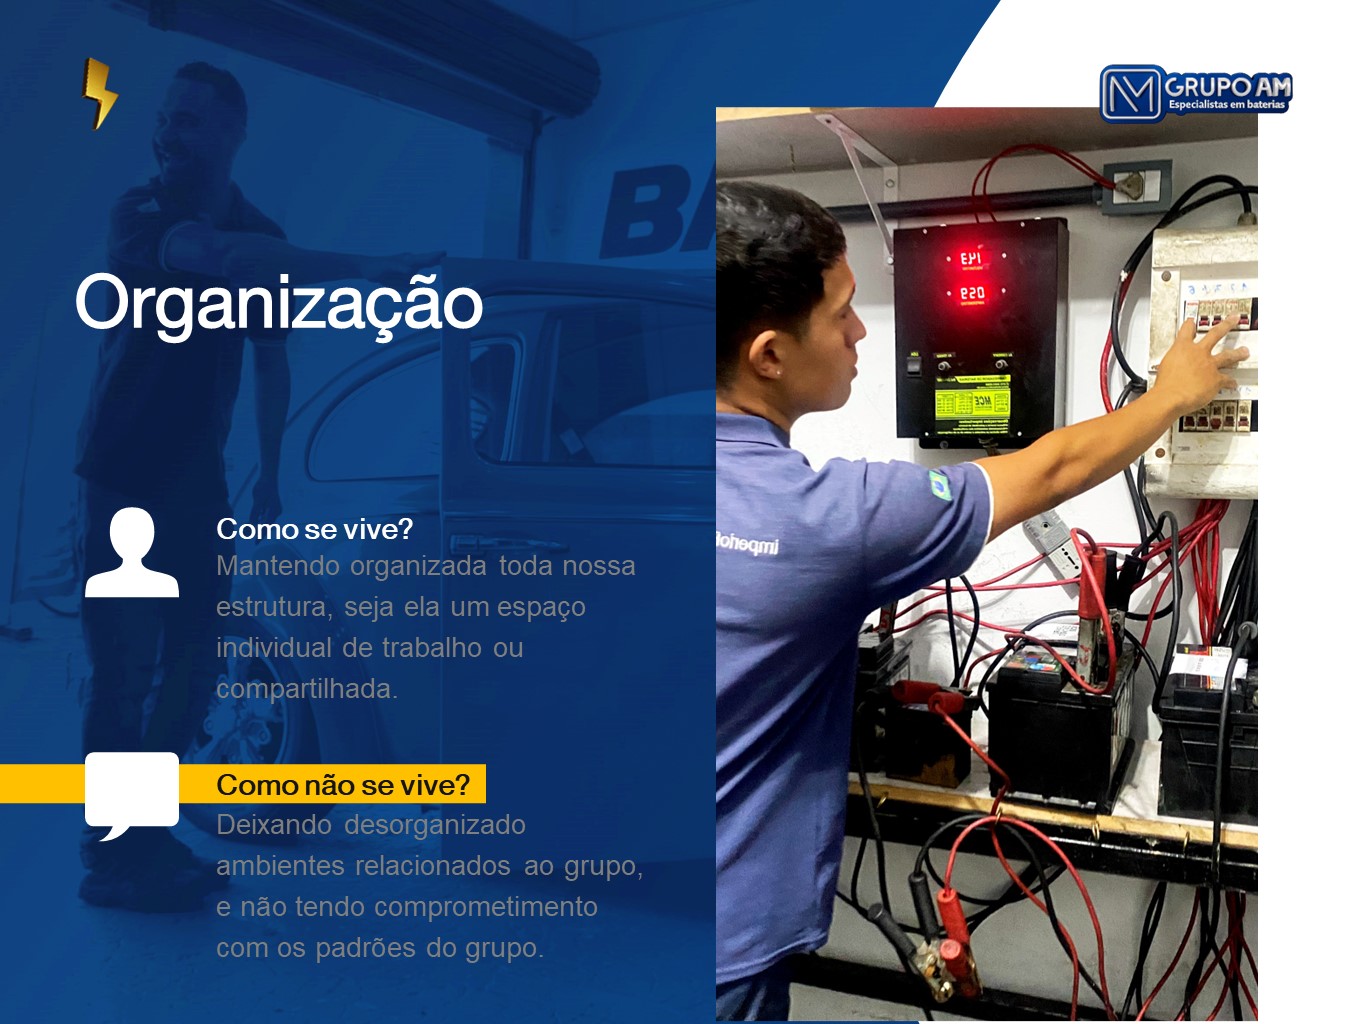 GRUPO AM
Especialistas em baterias
BA
Organização
Como se vive?
Mantendo organizada toda nossa
estrutura, seja ela um espaço
individual de trabalho ou
compartilhada.
Como não se vive?
Deixando desorganizado
ambientes relacionados ao grupo,
e não tendo comprometimento
com os padrões do grupo.
MCE